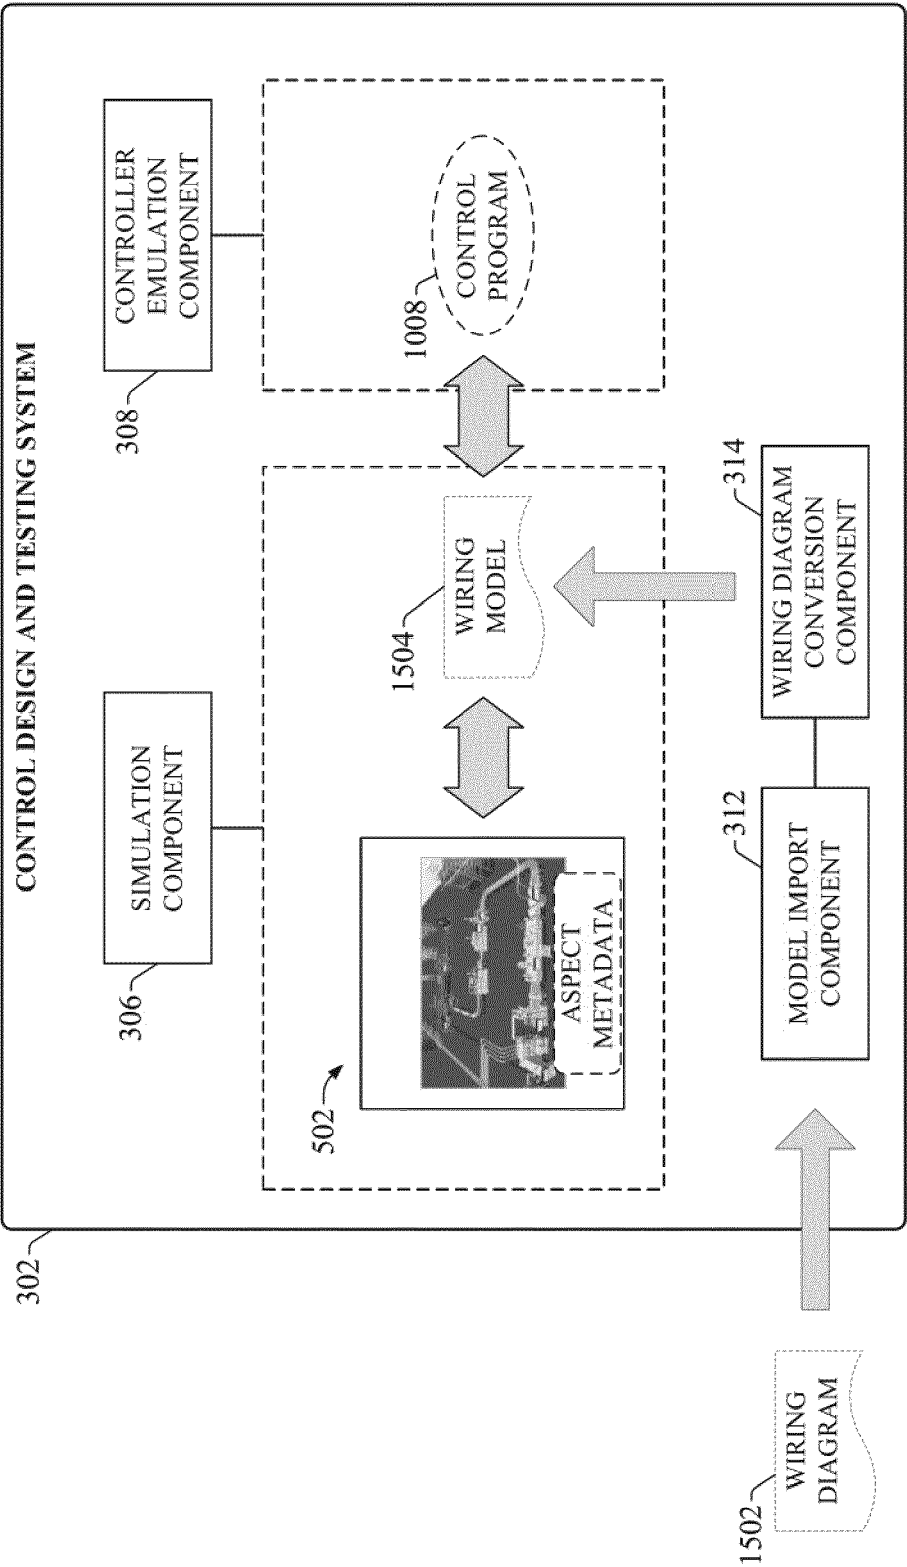 CONTROL DESIGN AND TESTING SYSTEM
302
SIMULATION
COMPONENT
306
CONTROLLER
EMULATION
COMPONENT
308
502
ASPECT
METADATA
WIRING
MODEL
1504
CONTROL
PROGRAM
1008
MODEL IMPORT
COMPONENT
312
WIRING DIAGRAM
CONVERSION
COMPONENT
314
WIRING
DIAGRAM
1502